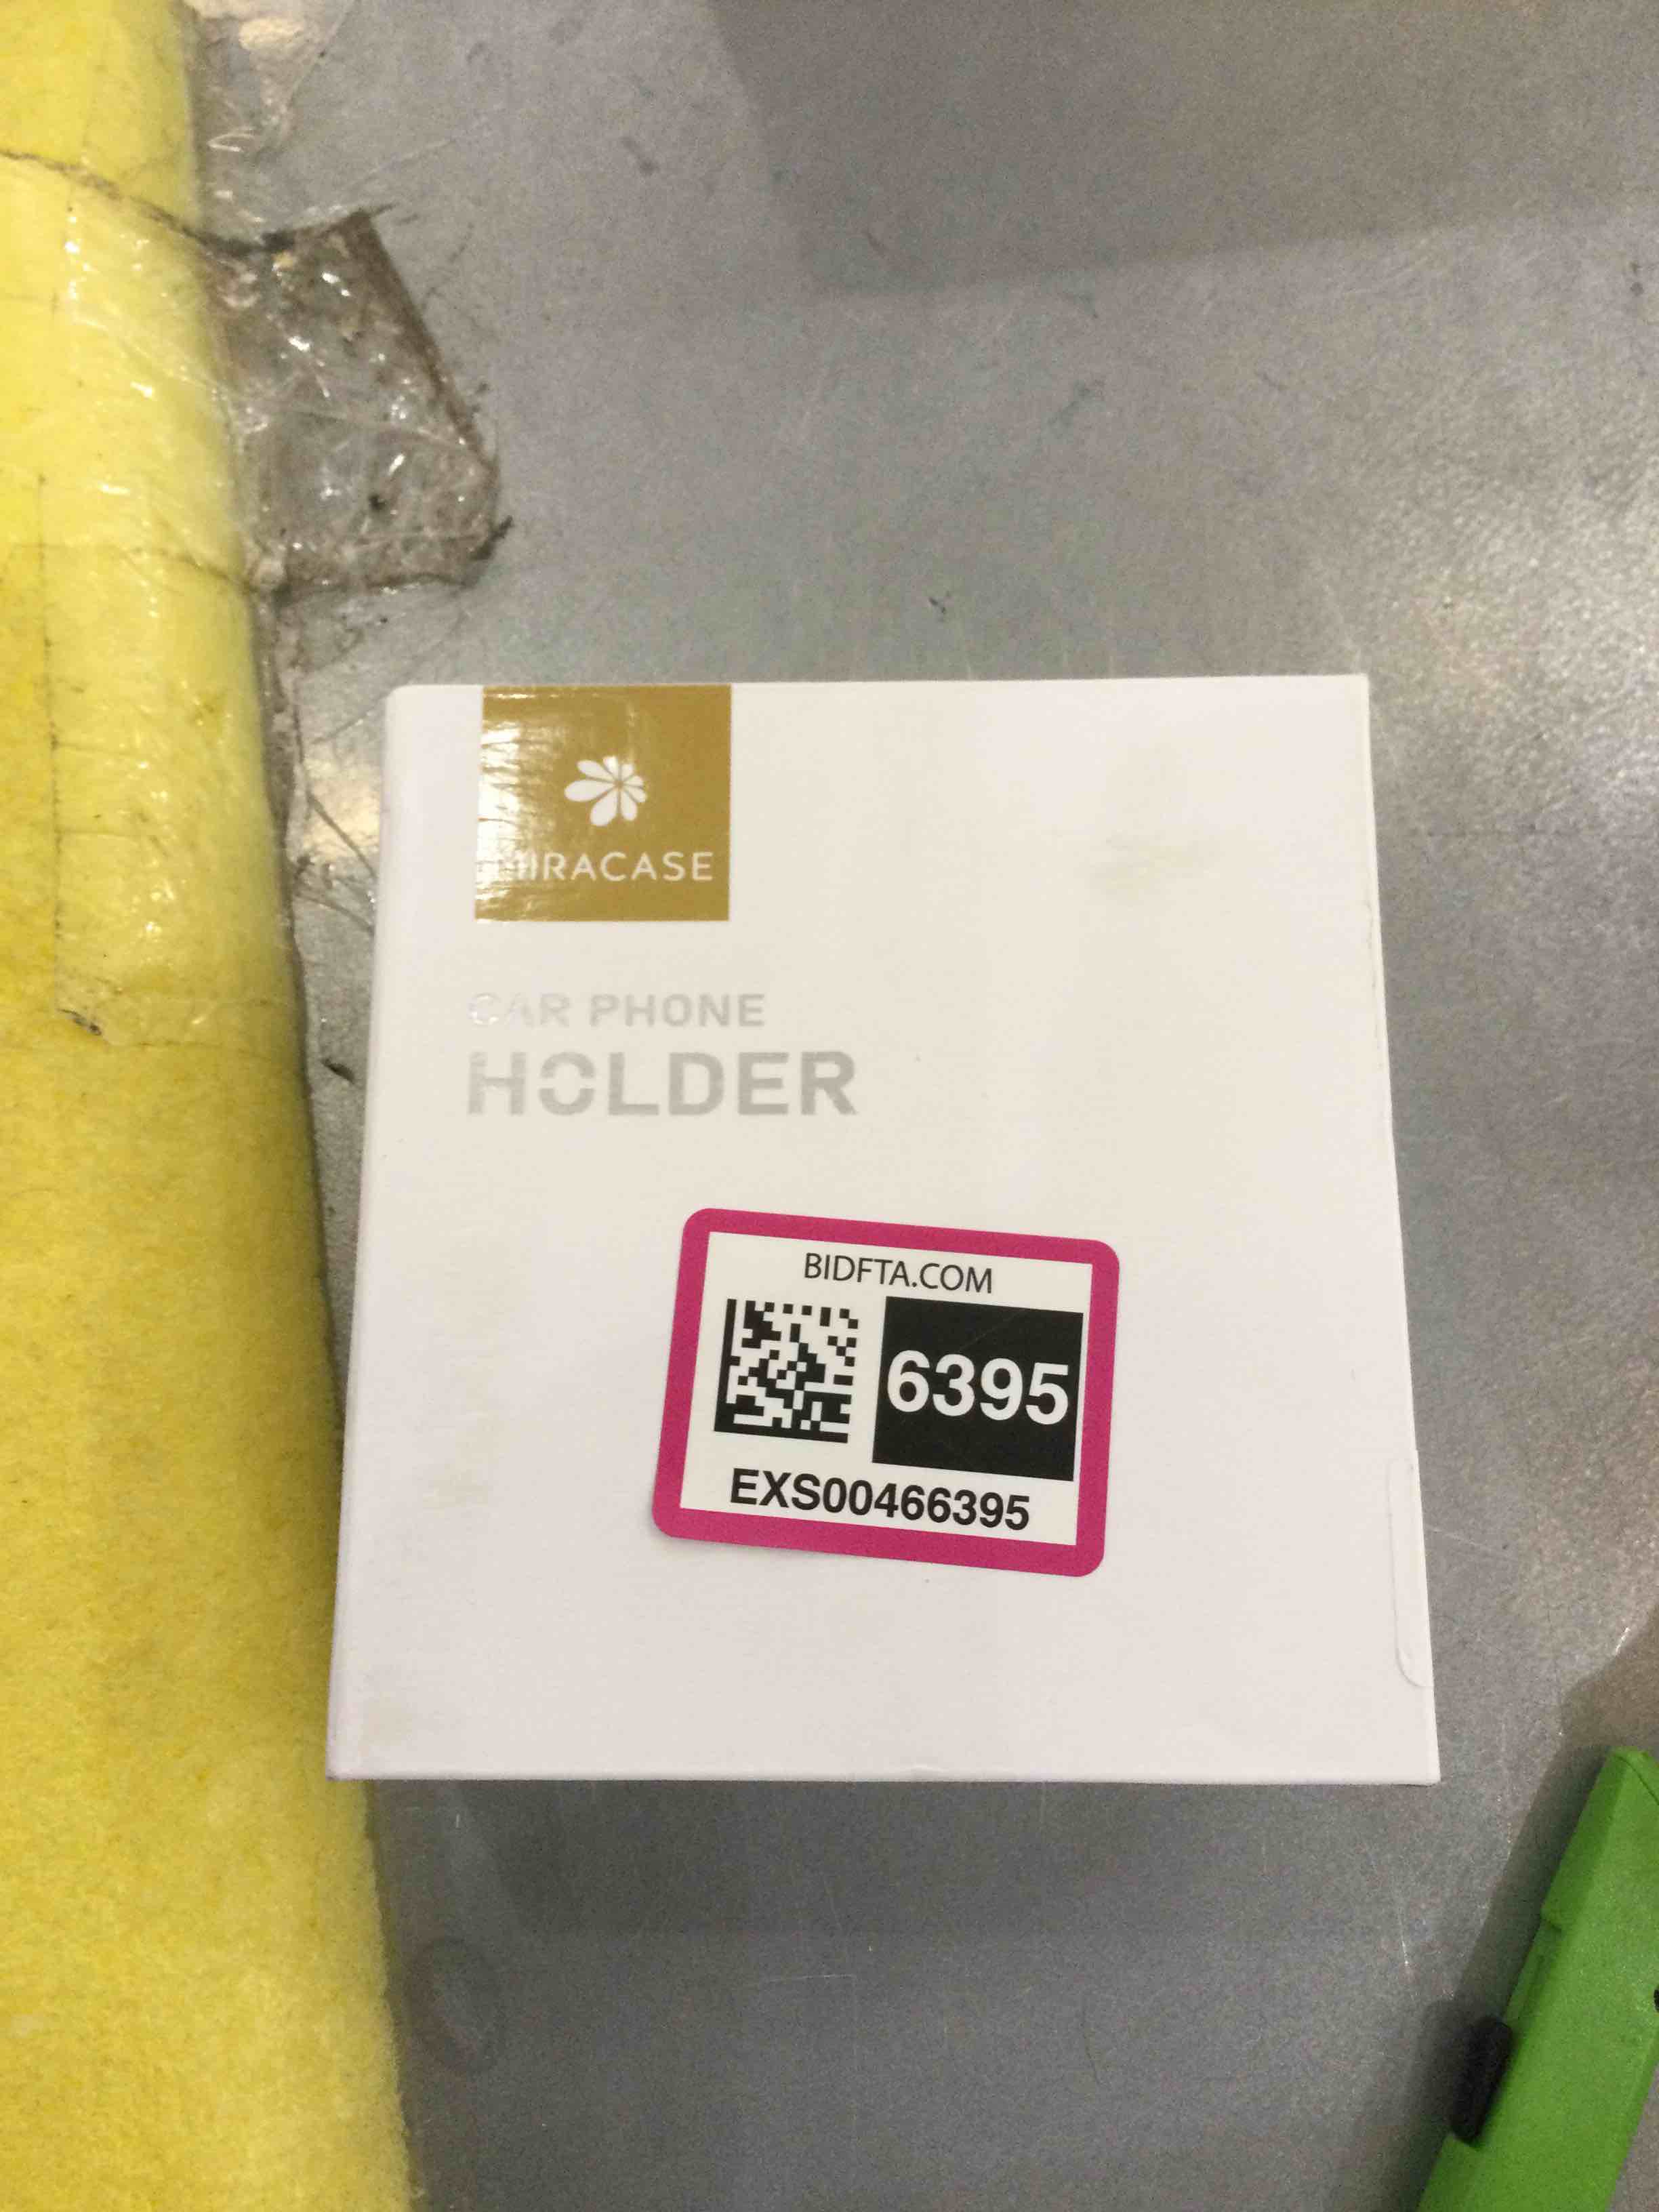 MIRACASE
CAR PHONE
HOLDER
BIDFTA.COM
6395
EXS00466395